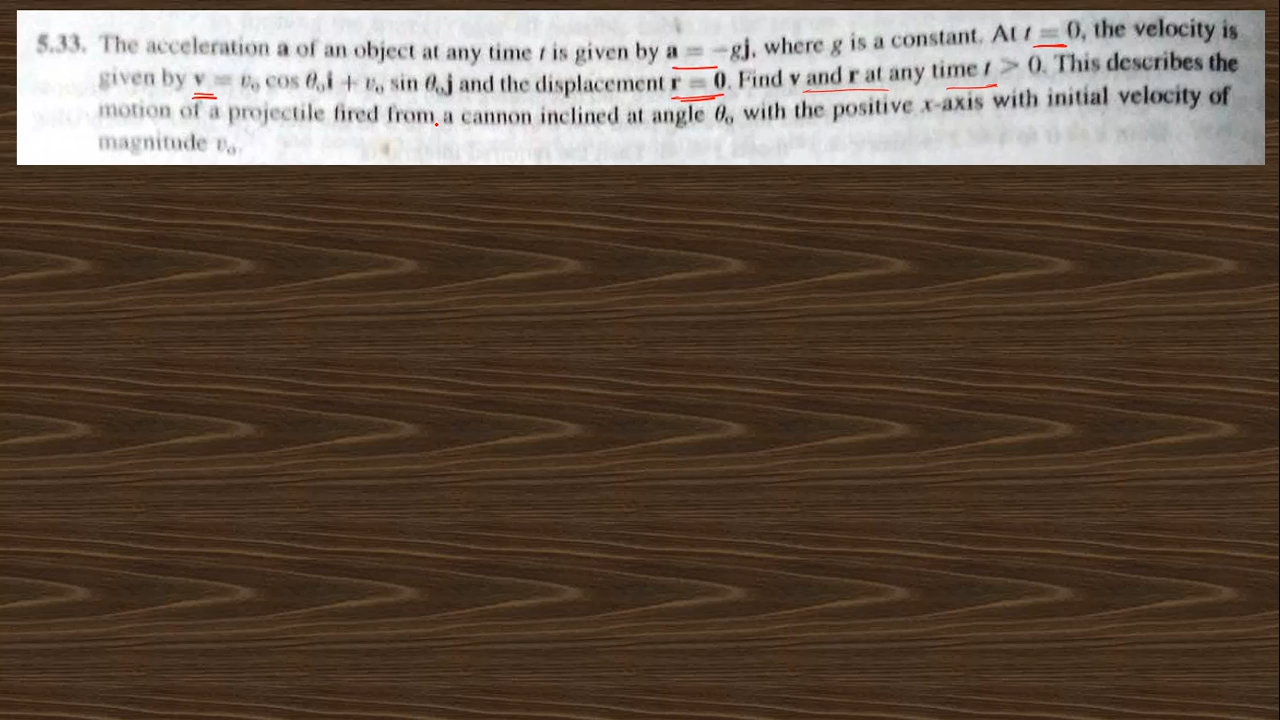 5.33. The acceleration a of an object at any time t is given by a = −gj, where g is a constant. At t = 0, the velocity is
given by v = v₀ cos θ₀i + v₀ sin θ₀j and the displacement r = 0. Find v and r at any time t > 0. This describes the
motion of a projectile fired from a cannon inclined at angle θ₀ with the positive x-axis with initial velocity of
magnitude v₀.